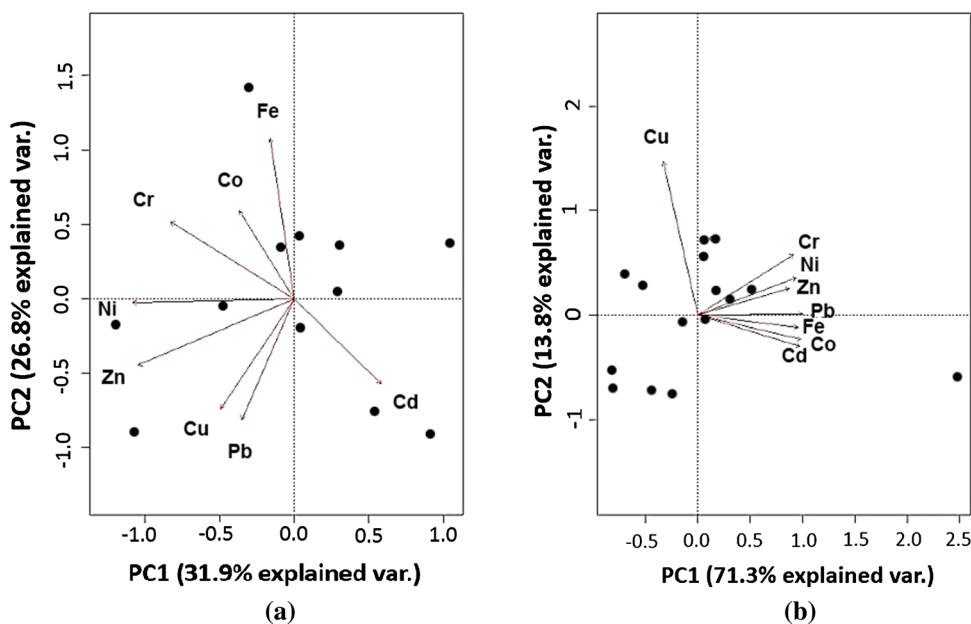 PC2 (26.8% explained var.)
1.5
1.0
0.5
0.0
-0.5
-1.0
Fe
Co
Cr
Ni
Zn
Cu
Pb
Cd
-1.0 -0.5 0.0 0.5 1.0
PC1 (31.9% explained var.)
(a)
PC2 (13.8% explained var.)
2
1
0
-1
Cu
Cr
Ni
Zn
Pb
Fe
Co
Cd
-0.5 0.0 0.5 1.0 1.5 2.0 2.5
PC1 (71.3% explained var.)
(b)